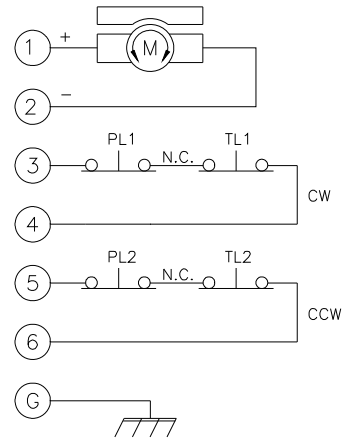 1 + M
2 −
3 PL1 N.C. TL1
CW
4
5 PL2 N.C. TL2
CCW
6
G